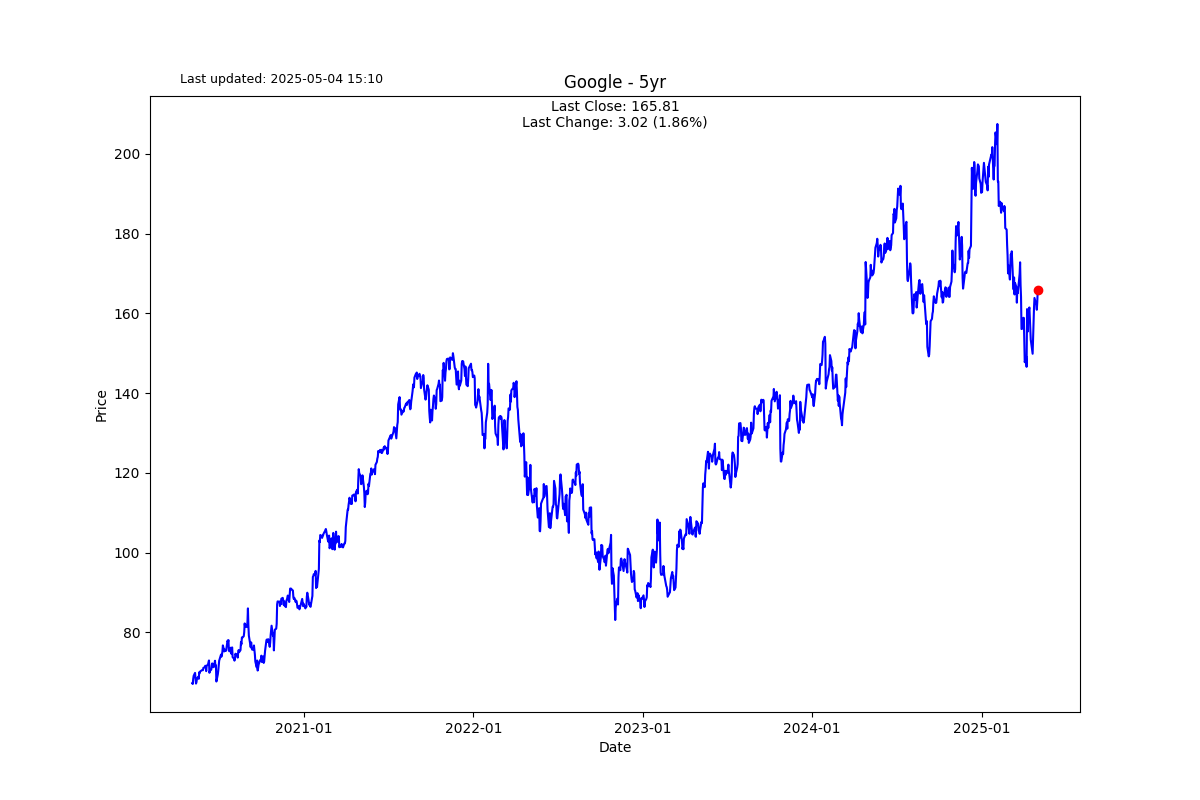 Last updated: 2025-05-04 15:10
Google - 5yr
Last Close: 165.81
Last Change: 3.02 (1.86%)
200
180
160
140
120
100
80
Price
2021-01
2022-01
2023-01
2024-01
2025-01
Date